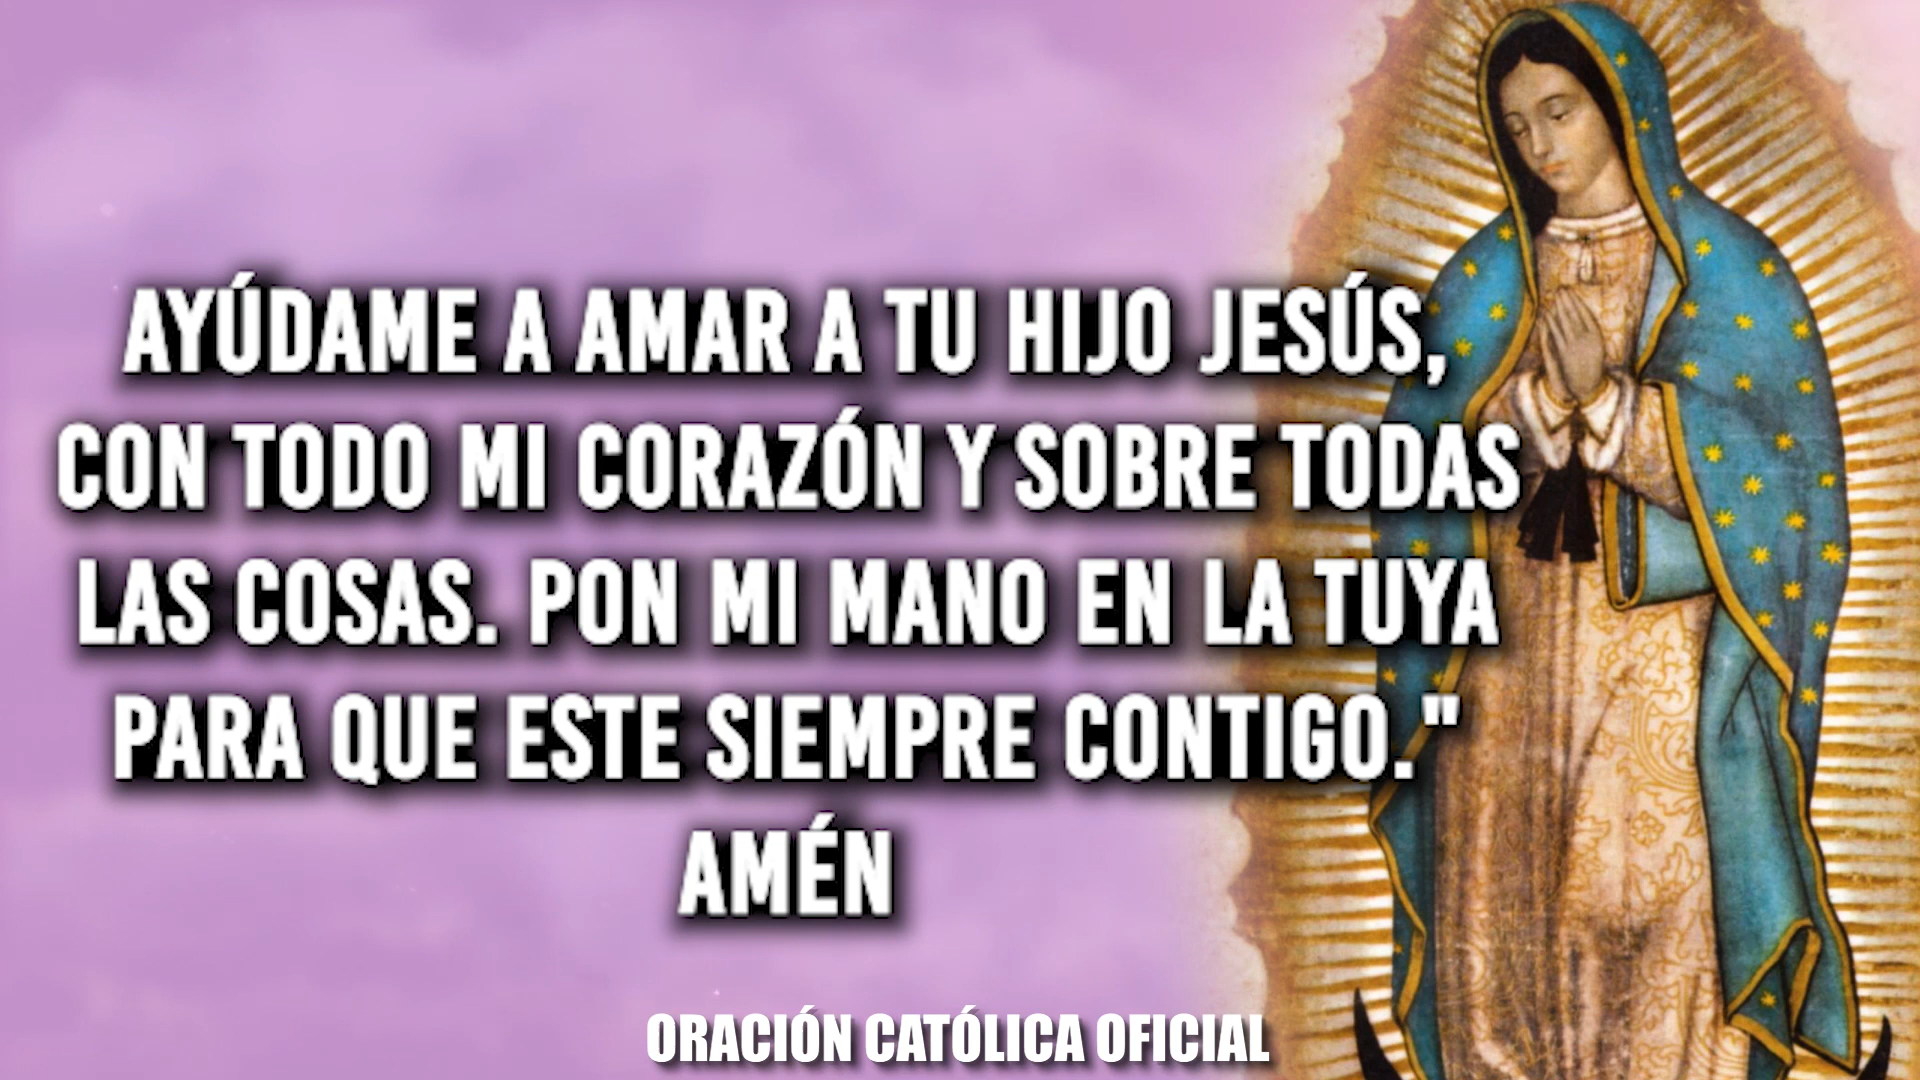 AYÚDAME A AMAR A TU HIJO JESÚS,
CON TODO MI CORAZÓN Y SOBRE TODAS
LAS COSAS. PON MI MANO EN LA TUYA
PARA QUE ESTE SIEMPRE CONTIGO."
AMÉN
ORACIÓN CATÓLICA OFICIAL